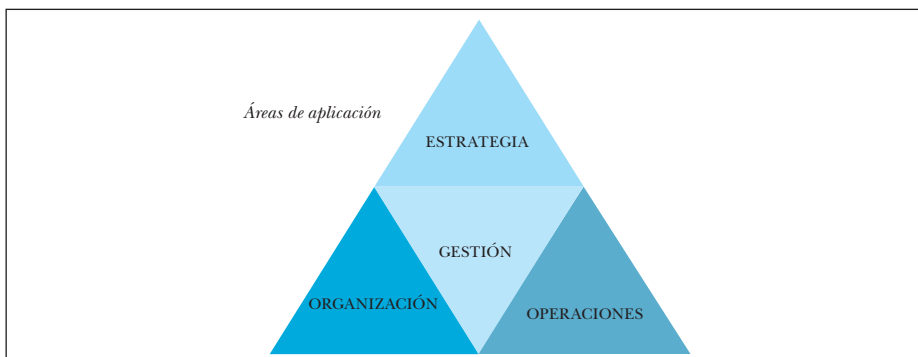 Áreas de aplicación
ESTRATEGIA
GESTIÓN
ORGANIZACIÓN
OPERACIONES